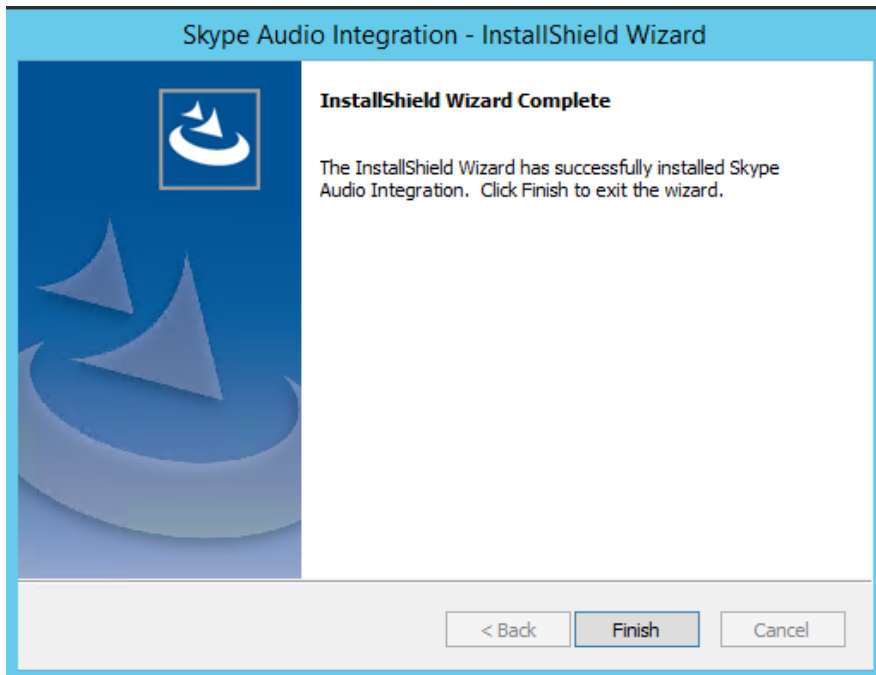 Skype Audio Integration - InstallShield Wizard
InstallShield Wizard Complete
The InstallShield Wizard has successfully installed Skype
Audio Integration.  Click Finish to exit the wizard.
< Back
Finish
Cancel